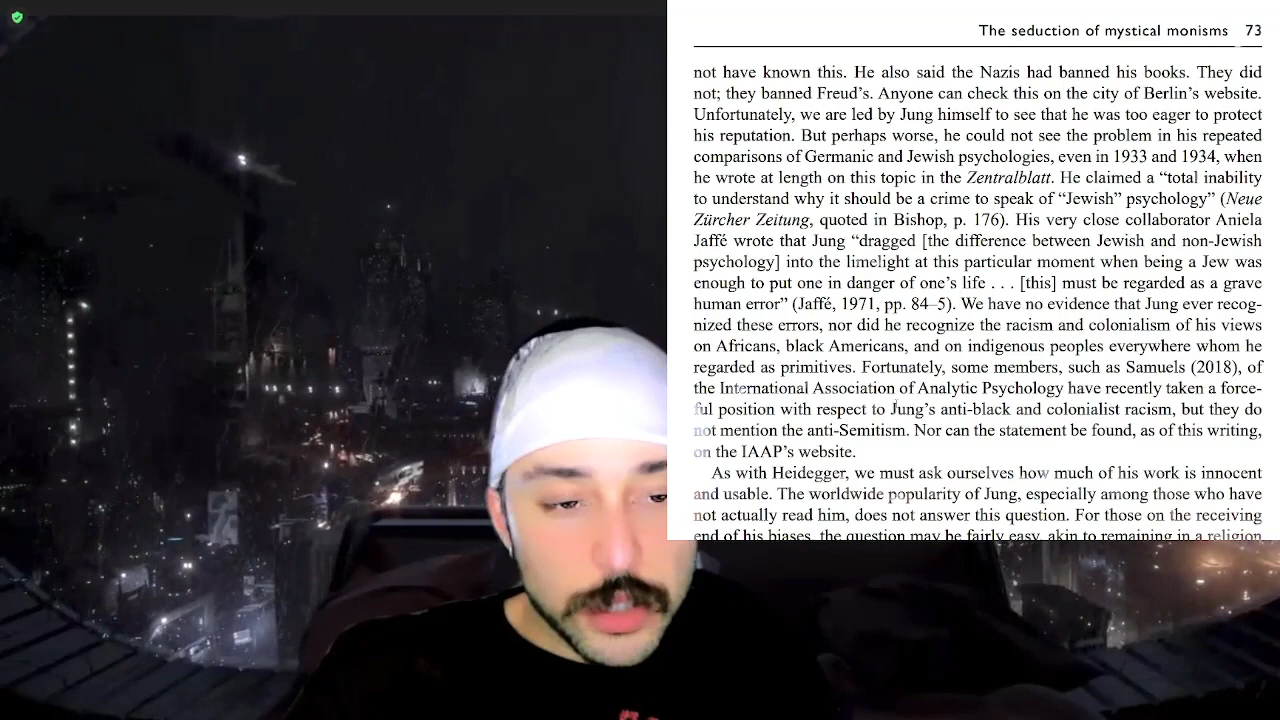 The seduction of mystical monisms 73
not have known this. He also said the Nazis had banned his books. They did
not; they banned Freud's. Anyone can check this on the city of Berlin's website.
Unfortunately, we are led by Jung himself to see that he was too eager to protect
his reputation. But perhaps worse, he could not see the problem in his repeated
comparisons of Germanic and Jewish psychologies, even in 1933 and 1934, when
he wrote at length on this topic in the Zentralblatt. He claimed a “total inability
to understand why it should be a crime to speak of “Jewish” psychology” (Neue
Zürcher Zeitung, quoted in Bishop, p. 176). His very close collaborator Aniela
Jaffé wrote that Jung “dragged [the difference between Jewish and non-Jewish
psychology] into the limelight at this particular moment when being a Jew was
enough to put one in danger of one's life . . . [this] must be regarded as a grave
human error” (Jaffé, 1971, pp. 84–5). We have no evidence that Jung ever recog-
nized these errors, nor did he recognize the racism and colonialism of his views
on Africans, black Americans, and on indigenous peoples everywhere whom he
regarded as primitives. Fortunately, some members, such as Samuels (2018), of
the International Association of Analytic Psychology have recently taken a force-
ful position with respect to Jung's anti-black and colonialist racism, but they do
not mention the anti-Semitism. Nor can the statement be found, as of this writing,
on the IAAP's website.
As with Heidegger, we must ask ourselves how much of his work is innocent
and usable. The worldwide popularity of Jung, especially among those who have
not actually read him, does not answer this question. For those on the receiving
end of his biases, the question may be fairly easy, akin to remaining in a religion